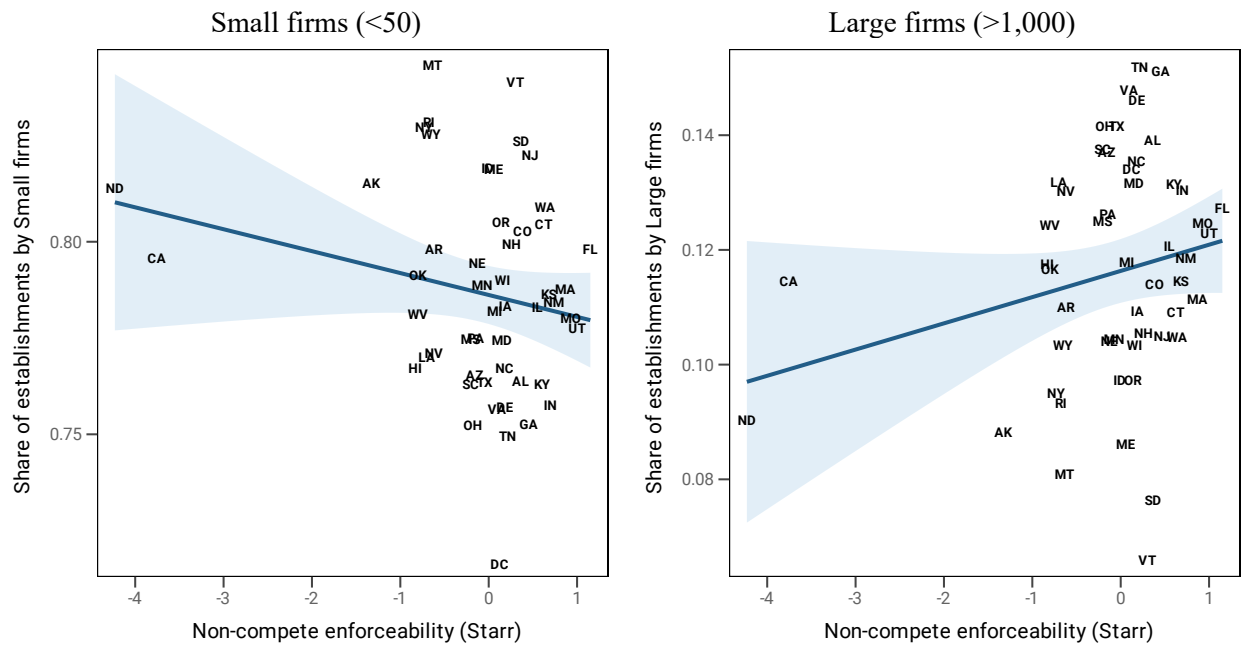 Small firms (<50)
MT
VT
RI
NY
WY
SD
NJ
ID
ME
AK
ND
WA
OR
CT
CO
NC
NH
AR
FL
CA
NE
OK
WI
MN
MA
KS
NM
IA
IL
MI
WV
MO
UT
MS
PA
MD
NV
LA
HI
NC
AZ
SC
TX
AL
KY
VA
DE
IN
OH
GA
TN
DC
0.80
0.75
-4
-3
-2
-1
0
1
Share of establishments by Small firms
Non-compete enforceability (Starr)
Large firms (>1,000)
TN
GA
VA
DE
OH
TX
AL
SC
AZ
NC
DC
MD
LA
NV
KY
IN
FL
PA
MS
WV
MO
UT
IL
NM
HI
OK
MI
CA
KS
CO
MA
AR
IA
CT
NH
NJ
WA
MN
NE
WY
WI
ID
OR
NY
RI
ND
AK
ME
MT
SD
VT
0.14
0.12
0.10
0.08
-4
-3
-2
-1
0
1
Share of establishments by Large firms
Non-compete enforceability (Starr)